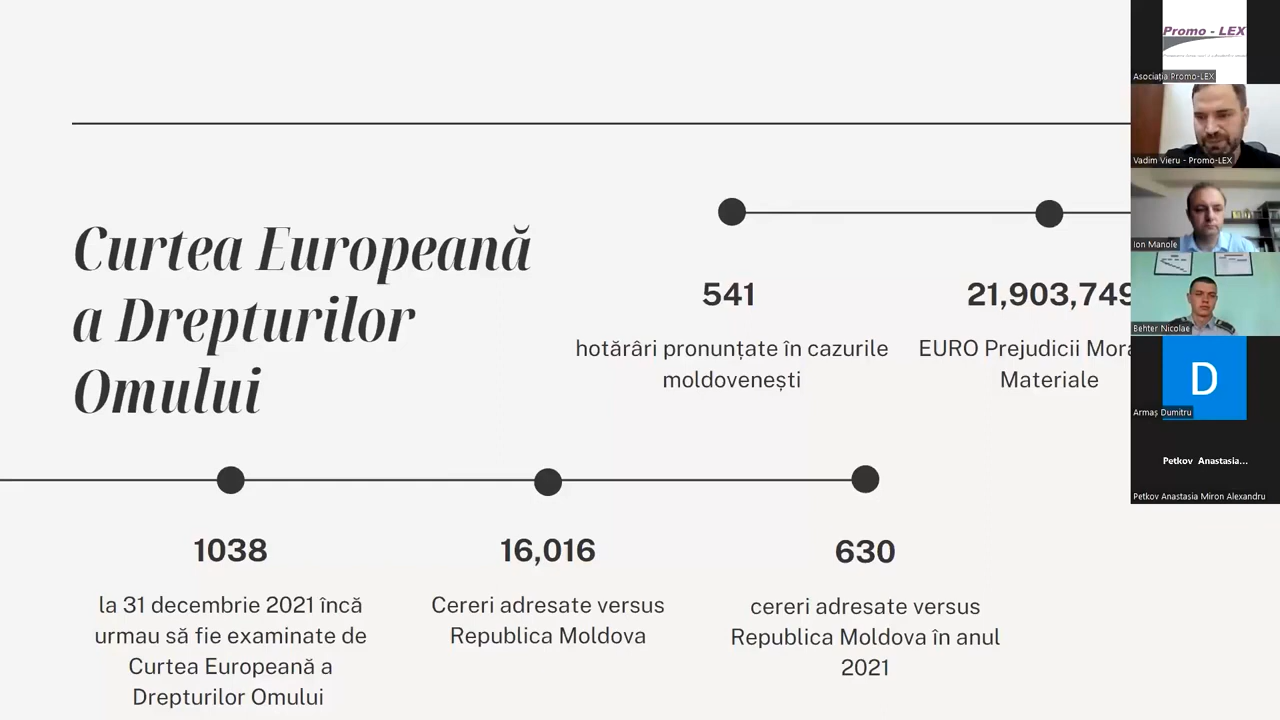 Curtea Europeană
a Drepturilor
Omului
541
hotărâri pronunțate în cazurile
moldovenești
21,903,749
EURO Prejudicii Mora
Materiale
1038
la 31 decembrie 2021 încă
urmau să fie examinate de
Curtea Europeană a
Drepturilor Omului
16,016
Cereri adresate versus
Republica Moldova
630
cereri adresate versus
Republica Moldova în anul
2021
Promo - LEX
Asociația Promo-LEX
Vadim Vieru - Promo-LEX
Ion Manole
Behter Nicolae
D
Armaș Dumitru
Petkov Anastasia...
Petkov Anastasia Miron Alexandru